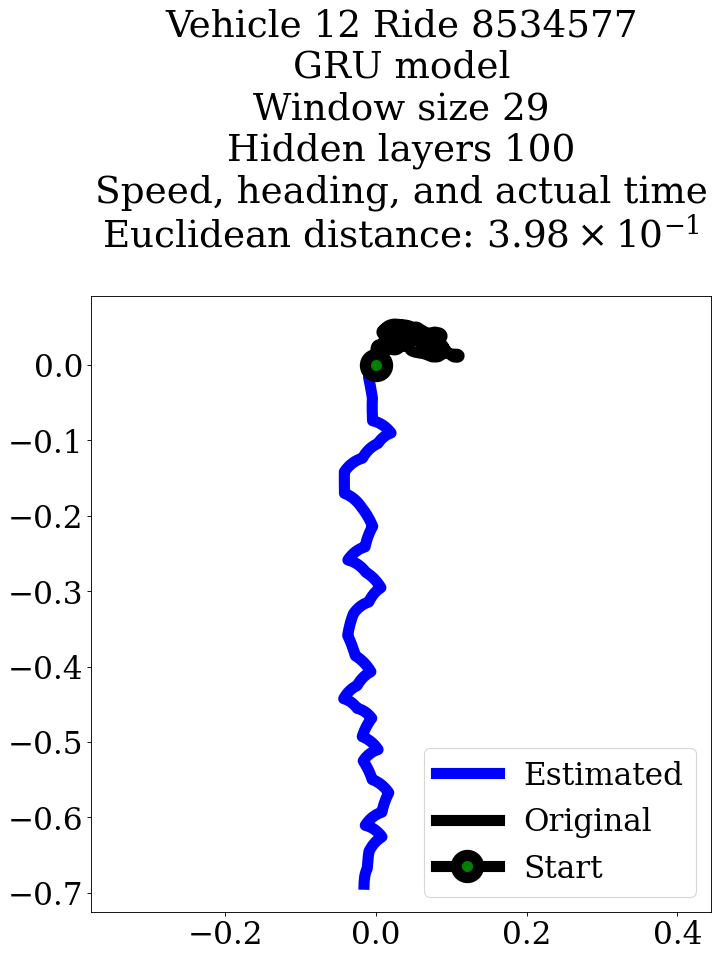 Vehicle 12 Ride 8534577
GRU model
Window size 29
Hidden layers 100
Speed, heading, and actual time
Euclidean distance: 3.98 × 10⁻¹
0.0
−0.1
−0.2
−0.3
−0.4
−0.5
−0.6
−0.7
Estimated
Original
Start
−0.2 0.0 0.2 0.4